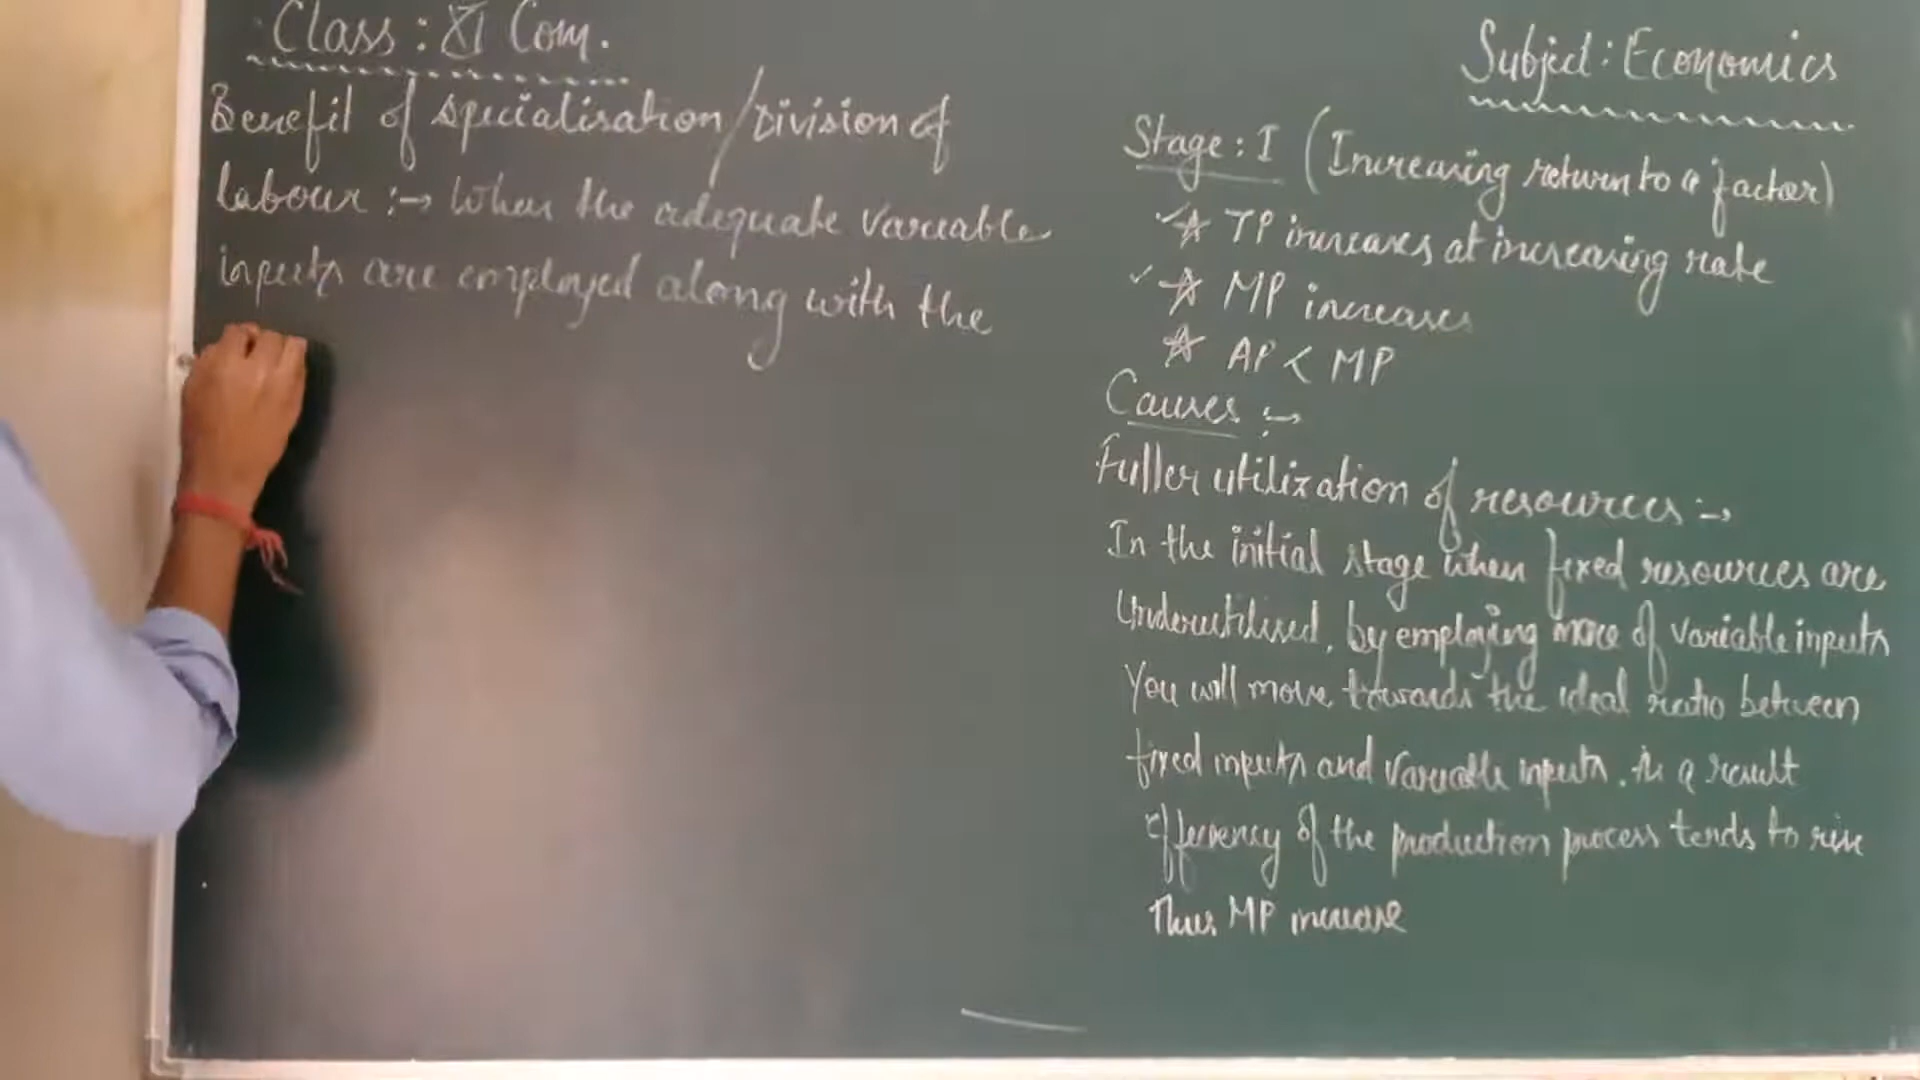 Class : XI Com.
Subject : Economics
Benefit of specialisation / Division of
labour :→ When the adequate variable
inputs are employed along with the
Stage : I (Increasing return to a factor)
✓☆ TP increases at increasing rate
✓☆ MP increases
☆ AP < MP
Causes :→
Fuller utilization of resources :→
In the initial stage when fixed resources are
Underutilised, by employing more of variable inputs
You will move towards the ideal ratio between
fixed inputs and variable inputs. As a result
efficiency of the production process tends to rise
Thus MP increase